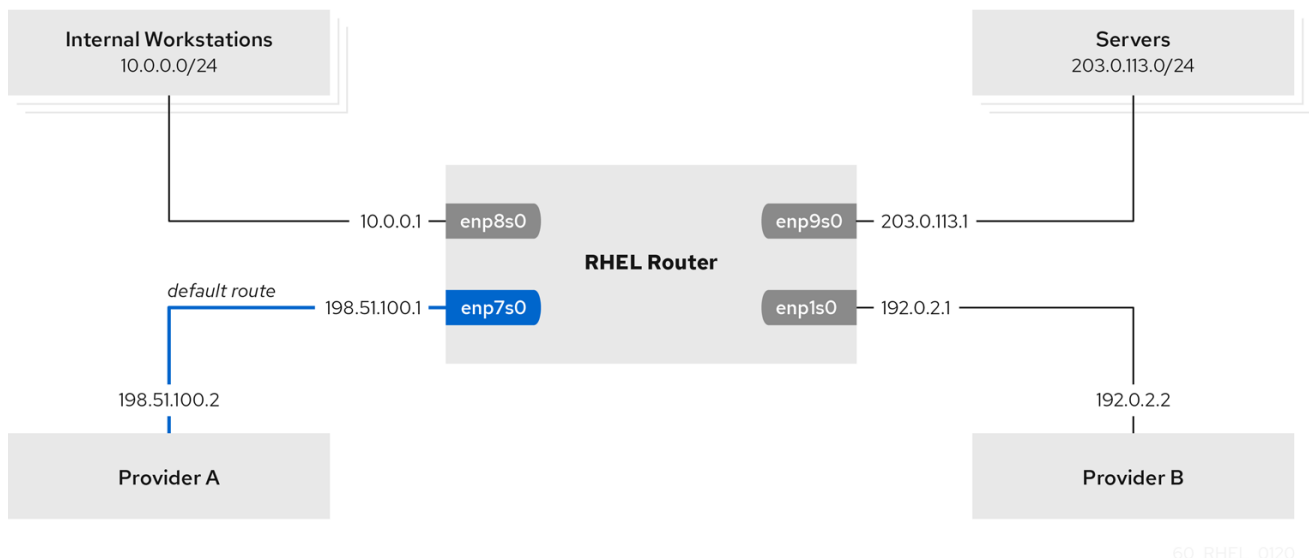 Internal Workstations
10.0.0.0/24
Servers
203.0.113.0/24
10.0.0.1
enp8s0
enp9s0
203.0.113.1
RHEL Router
default route
198.51.100.1
enp7s0
enp1s0
192.0.2.1
198.51.100.2
192.0.2.2
Provider A
Provider B
60_RHEL_0120